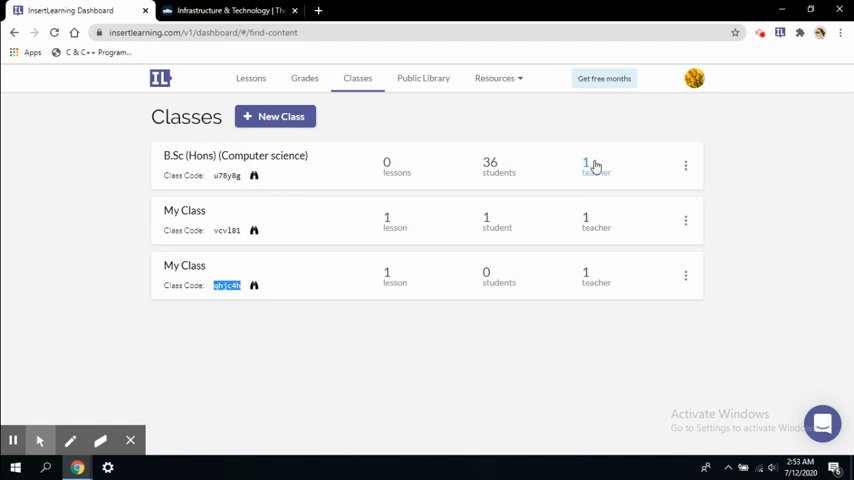 InsertLearning Dashboard
Infrastructure & Technology | The
insertlearning.com/v1/dashboard/#/find-content
Apps
C & C++ Program...
IL
Lessons
Grades
Classes
Public Library
Resources
Get free months
Classes
+ New Class
B.Sc (Hons) (Computer science)
Class Code: u78y8g
0 lessons
36 students
1 teacher
My Class
Class Code: vcvl81
1 lesson
1 student
1 teacher
My Class
Class Code: qhjc4h
1 lesson
0 students
1 teacher
Activate Windows
Go to Settings to activate Windows.
2:53 AM
7/12/2020